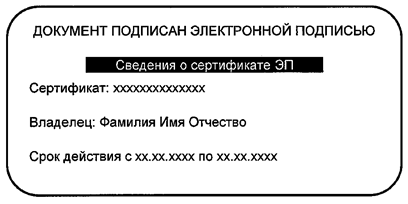 ДОКУМЕНТ ПОДПИСАН ЭЛЕКТРОННОЙ ПОДПИСЬЮ
Сведения о сертификате ЭП
Сертификат: xxxxxxxxxxxxxx
Владелец: Фамилия Имя Отчество
Срок действия с xx.xx.xxxx по xx.xx.xxxx